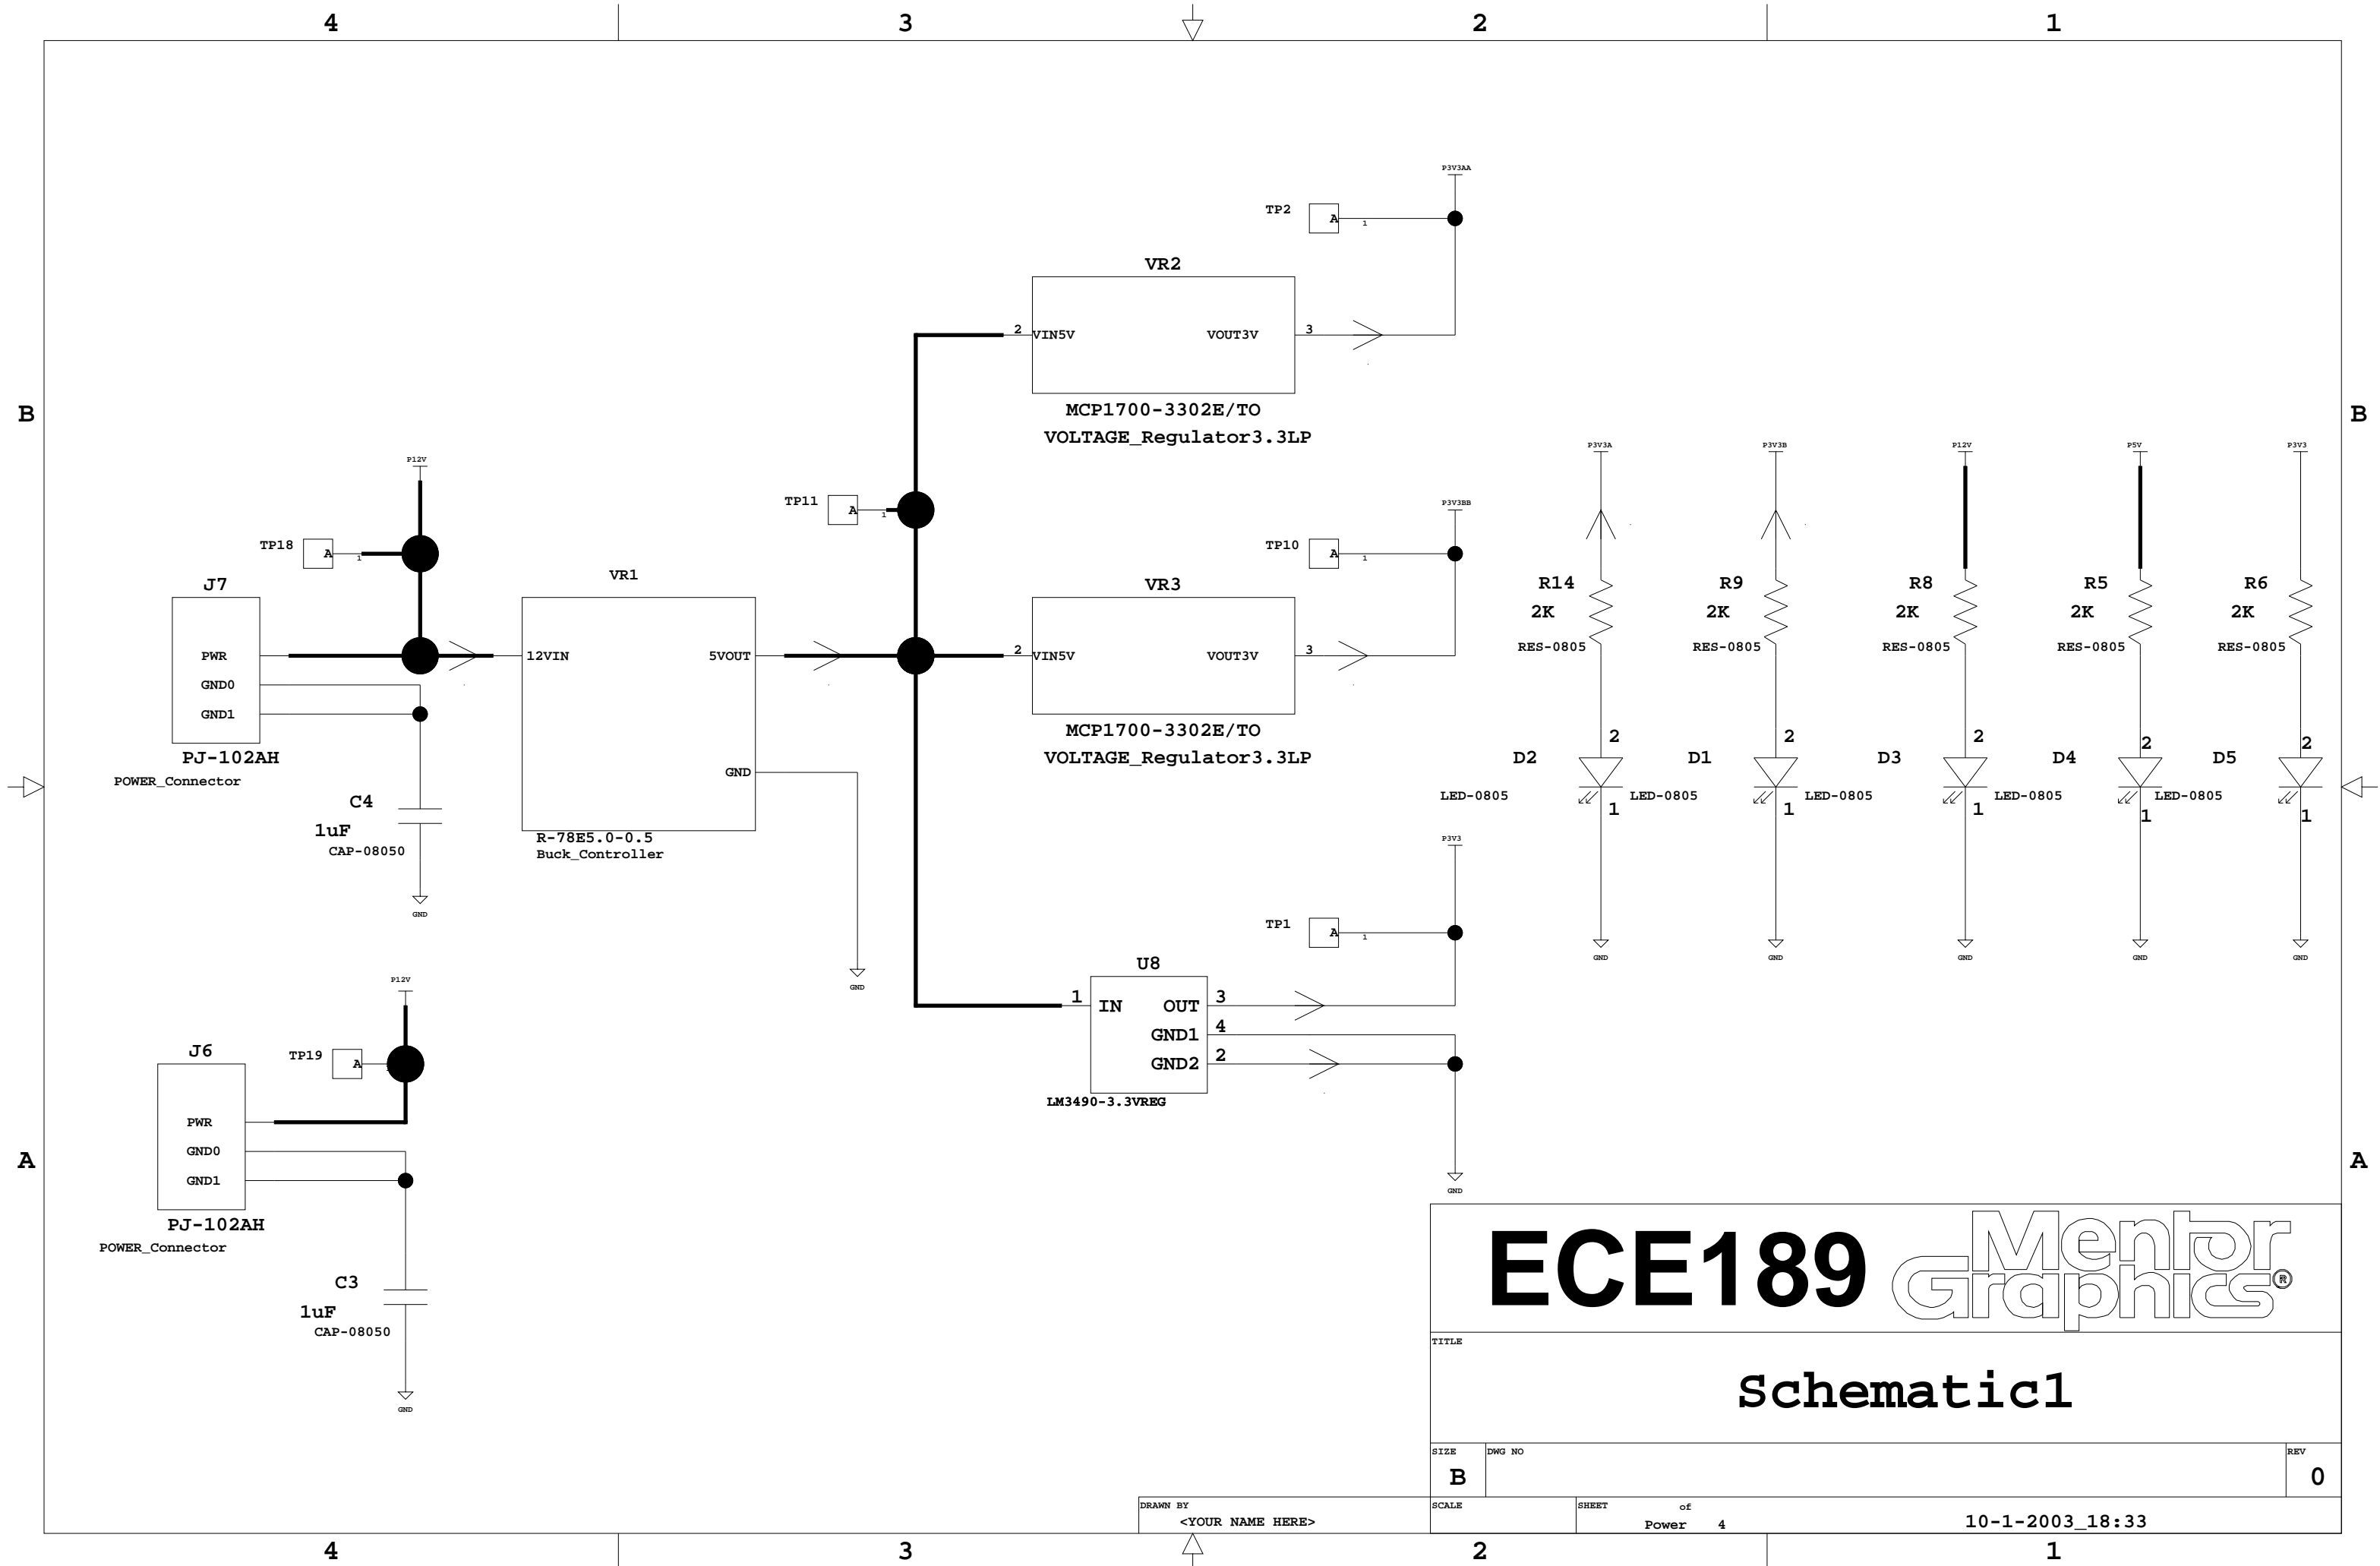 4 3 2 1
P3V3AA
TP2 A 1
VR2
2 VIN5V VOUT3V 3
MCP1700-3302E/TO
VOLTAGE_Regulator3.3LP
B B
P12V
TP18 A 1
J7
PWR
GND0
GND1
PJ-102AH
POWER_Connector
C4
1uF
CAP-08050
GND
VR1
12VIN 5VOUT
GND
R-78E5.0-0.5
Buck_Controller
GND
TP11 A 1
P3V3BB
TP10 A 1
VR3
2 VIN5V VOUT3V 3
MCP1700-3302E/TO
VOLTAGE_Regulator3.3LP
P3V3A P3V3B P12V P5V P3V3
R14 R9 R8 R5 R6
2K 2K 2K 2K 2K
RES-0805 RES-0805 RES-0805 RES-0805 RES-0805
2 2 2 2 2
D2 D1 D3 D4 D5
LED-0805 LED-0805 LED-0805 LED-0805 LED-0805
1 1 1 1 1
GND GND GND GND GND
P3V3
TP1 A 1
U8
1 IN OUT 3
GND1 4
GND2 2
LM3490-3.3VREG
GND
P12V
TP19 A
J6
PWR
GND0
GND1
PJ-102AH
POWER_Connector
C3
1uF
CAP-08050
GND
A A
ECE189 Mentor Graphics®
TITLE
Schematic1
SIZE DWG NO REV
B 0
DRAWN BY SCALE SHEET of
<YOUR NAME HERE> Power 4 10-1-2003_18:33
4 3 2 1